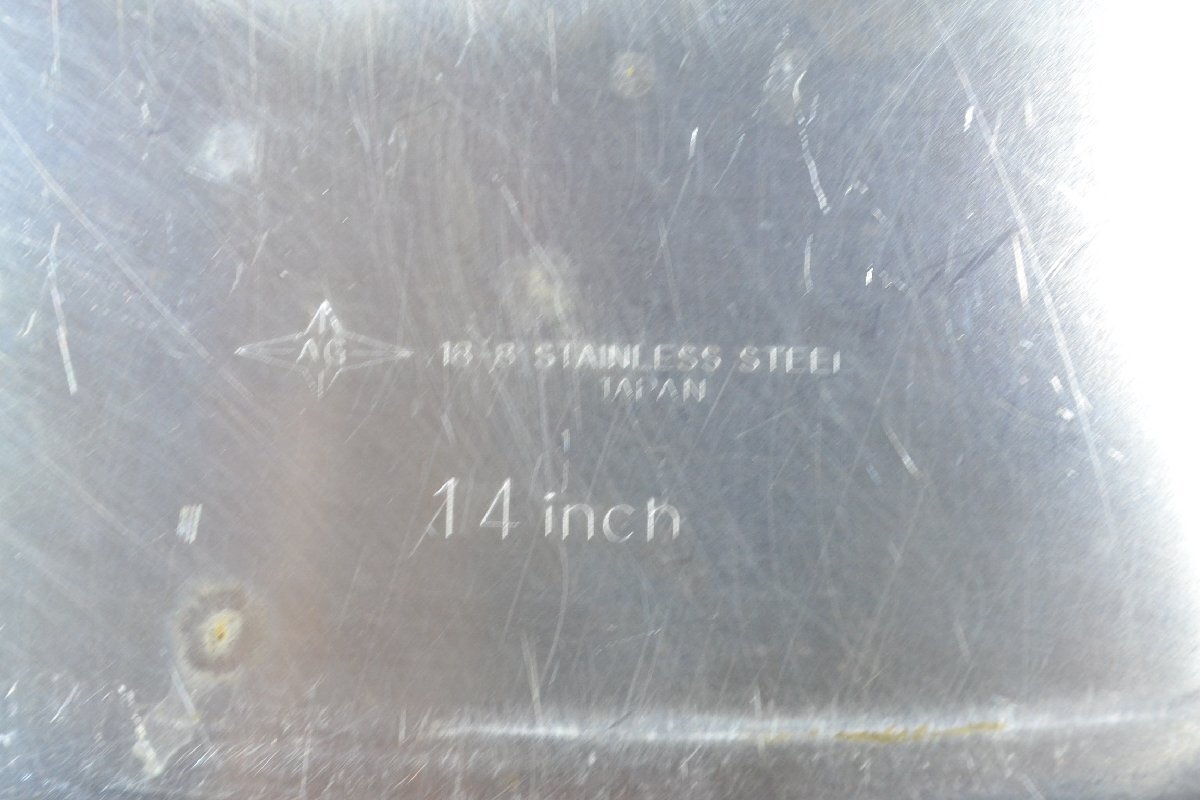 AG
18-8 STAINLESS STEEL
JAPAN
14 inch